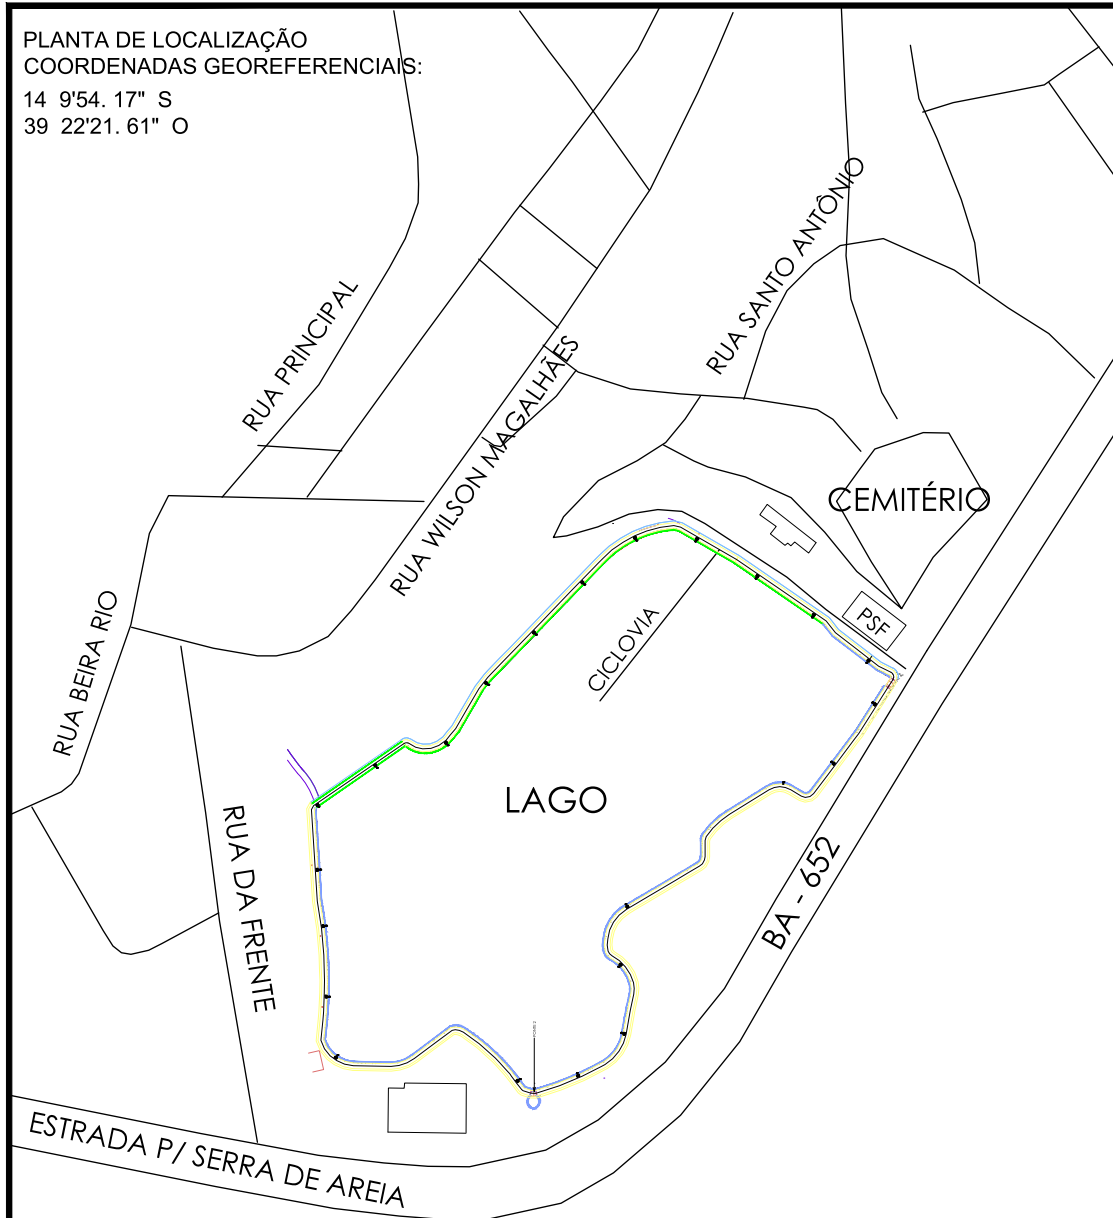 PLANTA DE LOCALIZAÇÃO
COORDENADAS GEOREFERENCIAIS:
14 9'54. 17" S
39 22'21. 61" O
RUA SANTO ANTÔNIO
RUA PRINCIPAL
RUA WILSON MAGALHÃES
CEMITÉRIO
RUA BEIRA RIO
PSF
CICLOVIA
LAGO
RUA DA FRENTE
BA - 652
ESTRADA P/ SERRA DE AREIA